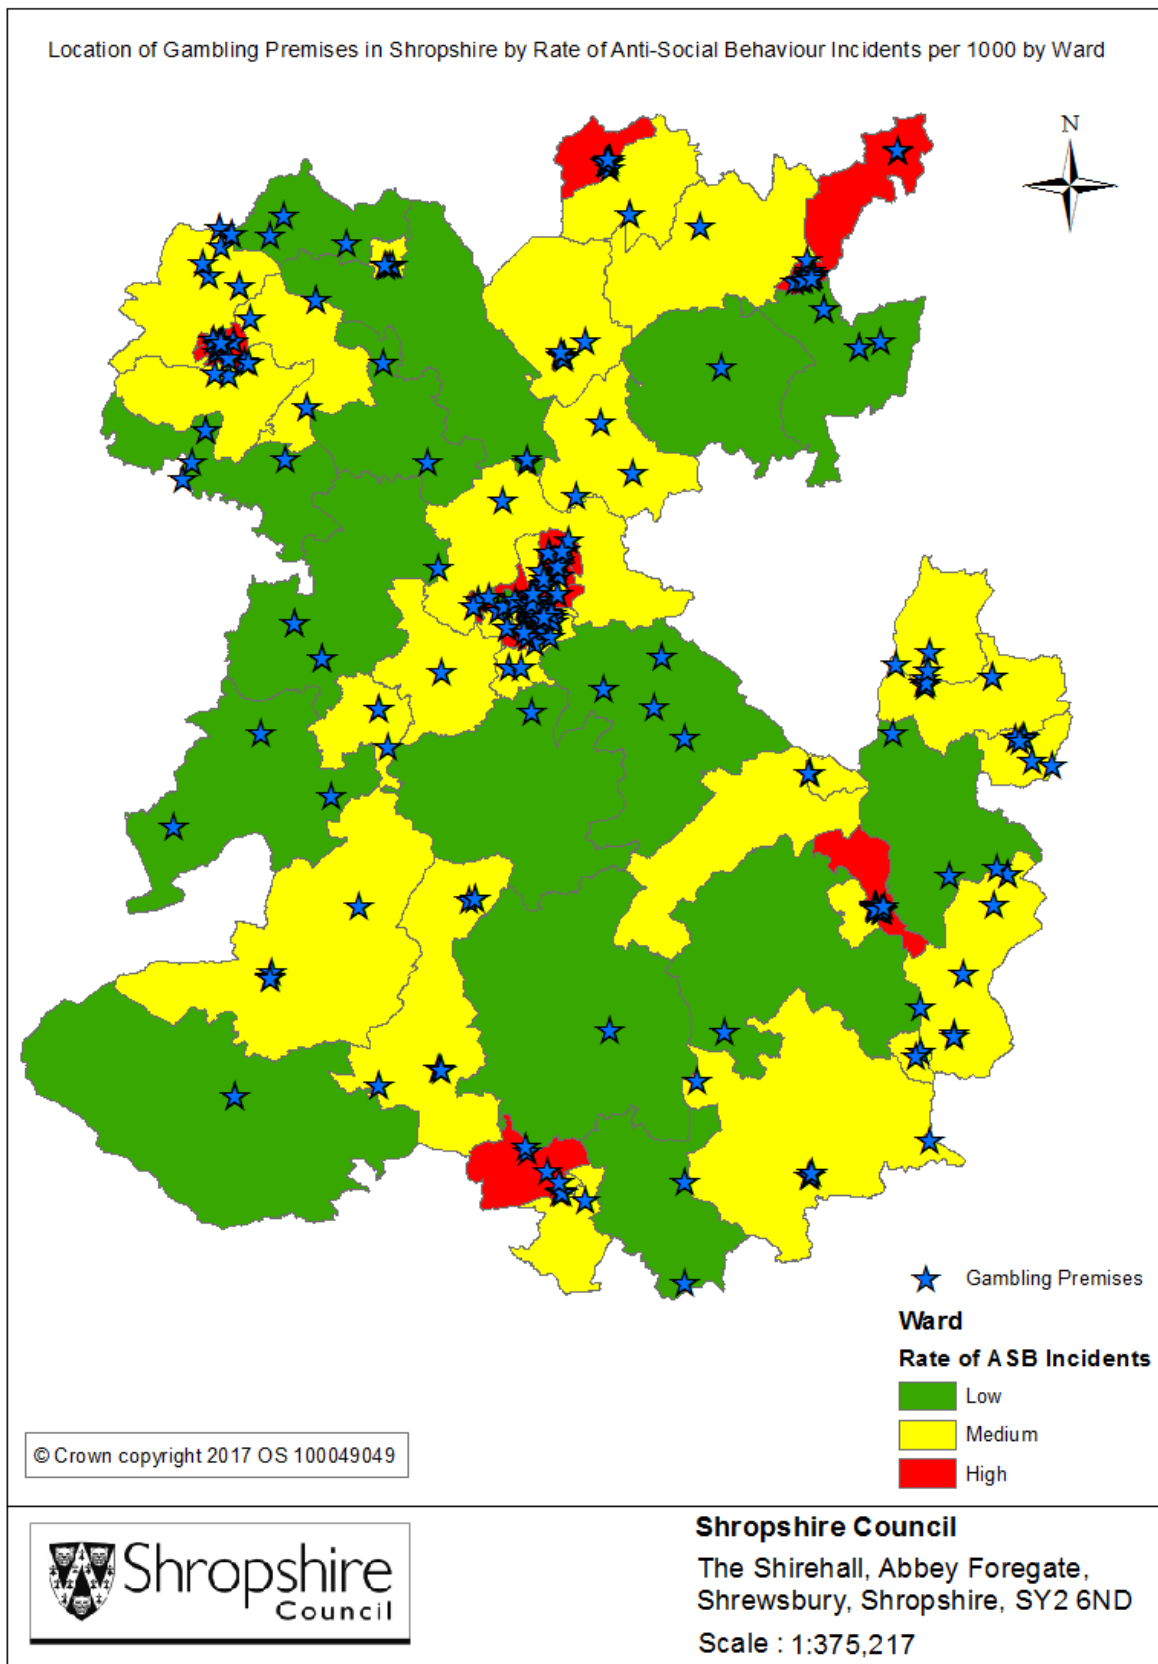 Location of Gambling Premises in Shropshire by Rate of Anti-Social Behaviour Incidents per 1000 by Ward
N
Gambling Premises
Ward
Rate of ASB Incidents
Low
Medium
High
© Crown copyright 2017 OS 100049049
Shropshire
Council
Shropshire Council
The Shirehall, Abbey Foregate,
Shrewsbury, Shropshire, SY2 6ND
Scale : 1:375,217